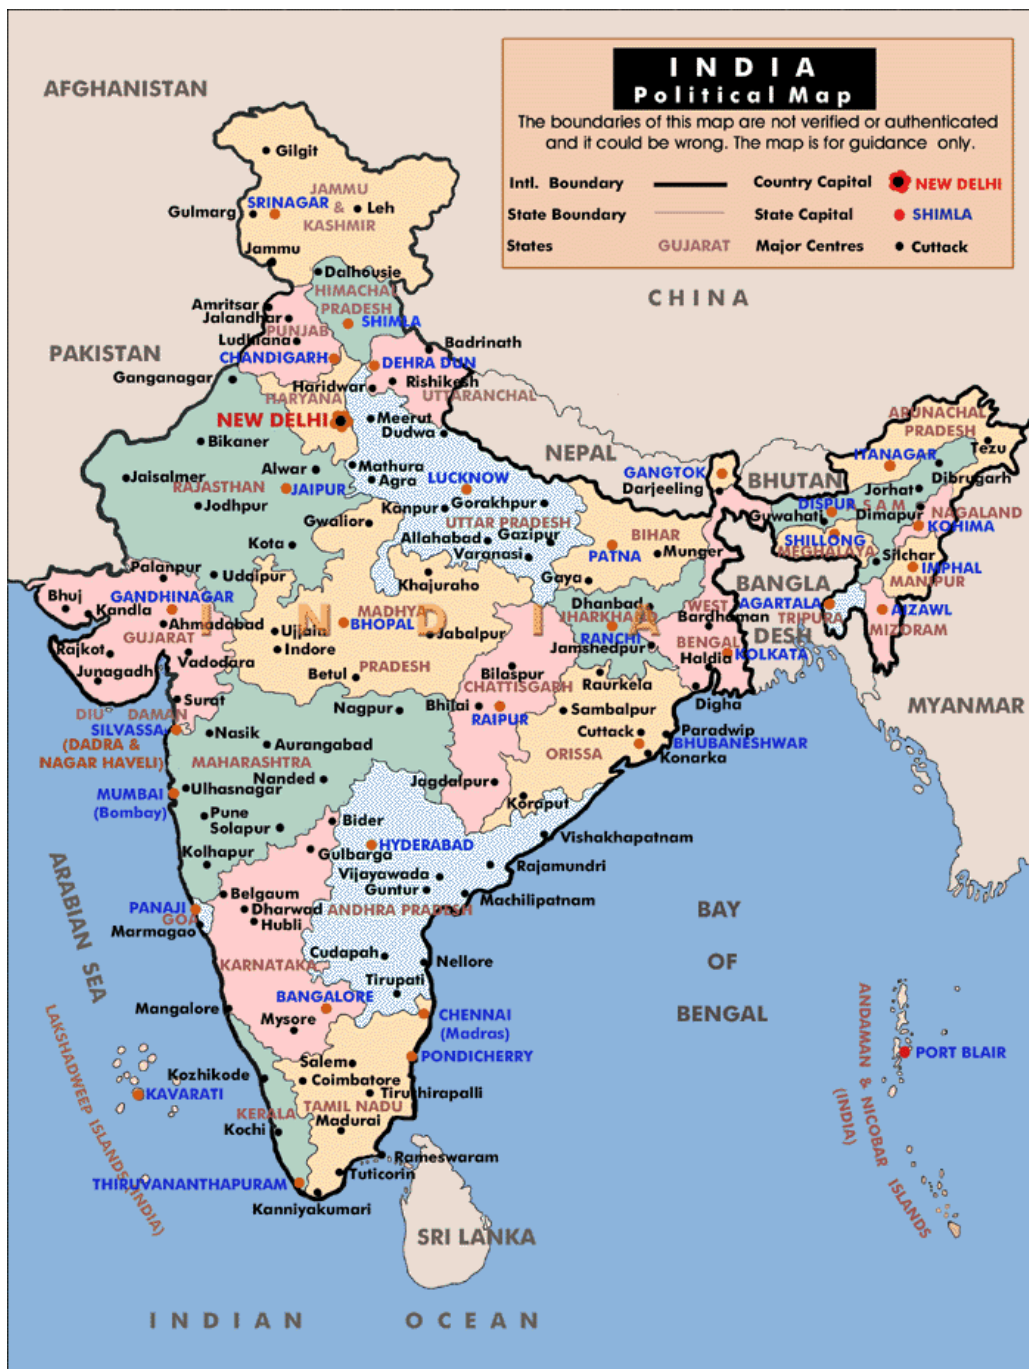 INDIA
Political Map
The boundaries of this map are not verified or authenticated
and it could be wrong. The map is for guidance only.
Intl. Boundary
Country Capital
NEW DELHI
State Boundary
State Capital
SHIMLA
States
GUJARAT
Major Centres
Cuttack
AFGHANISTAN
Gilgit
JAMMU
&
KASHMIR
SRINAGAR
Gulmarg
Leh
Jammu
Dalhousie
HIMACHAL
PRADESH
CHINA
Amritsar
Jalandhar
PUNJAB
SHIMLA
Ludhiana
Badrinath
PAKISTAN
CHANDIGARH
DEHRA DUN
Ganganagar
Haridwar
Rishikesh
UTTARANCHAL
HARYANA
NEW DELHI
Meerut
Dudwa
ARUNACHAL
PRADESH
Bikaner
NEPAL
Tezu
ITANAGAR
Alwar
Mathura
Agra
LUCKNOW
GANGTOK
BHUTAN
Dibrugarh
Jaisalmer
RAJASTHAN
JAIPUR
Darjeeling
Jorhat
Jodhpur
Kanpur
Gorakhpur
DISPUR
S A M
Dimapur
NAGALAND
Gwalior
UTTAR PRADESH
Guwahati
KOHIMA
Kota
Allahabad
Gazipur
BIHAR
SHILLONG
MEGHALAYA
Varanasi
PATNA
Munger
Silchar
IMPHAL
Palanpur
Udaipur
Khajuraho
Gaya
BANGLA
DESH
MANIPUR
Bhuj
GANDHINAGAR
Kandla
INDIA
MADHYA
PRADESH
Dhanbad
WEST
BENGAL
AGARTALA
AIZAWL
Ahmadabad
BHOPAL
JHARKHAND
Bardhaman
TRIPURA
MIZORAM
GUJARAT
Ujjain
Jabalpur
RANCHI
Rajkot
Indore
Jamshedpur
KOLKATA
Junagadh
Vadodara
Betul
Bilaspur
Haldia
CHATTISGARH
Raurkela
Surat
Nagpur
Bhilai
RAIPUR
Sambalpur
Digha
MYANMAR
DIU
DAMAN
SILVASSA
(DADRA &
NAGAR HAVELI)
Nasik
Cuttack
Paradwip
Aurangabad
BHUBANESHWAR
ORISSA
Konarka
MAHARASHTRA
Nanded
Jagdalpur
MUMBAI
(Bombay)
Ulhasnagar
Koraput
Pune
Solapur
Bider
Vishakhapatnam
Kolhapur
HYDERABAD
Gulbarga
Rajamundri
Vijayawada
Guntur
Belgaum
Machilipatnam
PANAJI
GOA
Dharwad
ANDHRA PRADESH
Hubli
Marmagao
ARABIAN SEA
BAY
OF
BENGAL
Cudapah
Nellore
KARNATAKA
Tirupati
BANGALORE
Mangalore
CHENNAI
(Madras)
Mysore
PONDICHERRY
PORT BLAIR
ANDAMAN & NICOBAR ISLANDS
(INDIA)
LAKSHADWEEP ISLANDS (INDIA)
KAVARATI
Salem
Kozhikode
Coimbatore
Tiruthirapalli
KERALA
TAMIL NADU
Kochi
Madurai
Rameswaram
Tuticorin
THIRUVANANTHAPURAM
Kanniyakumari
SRI LANKA
INDIAN OCEAN